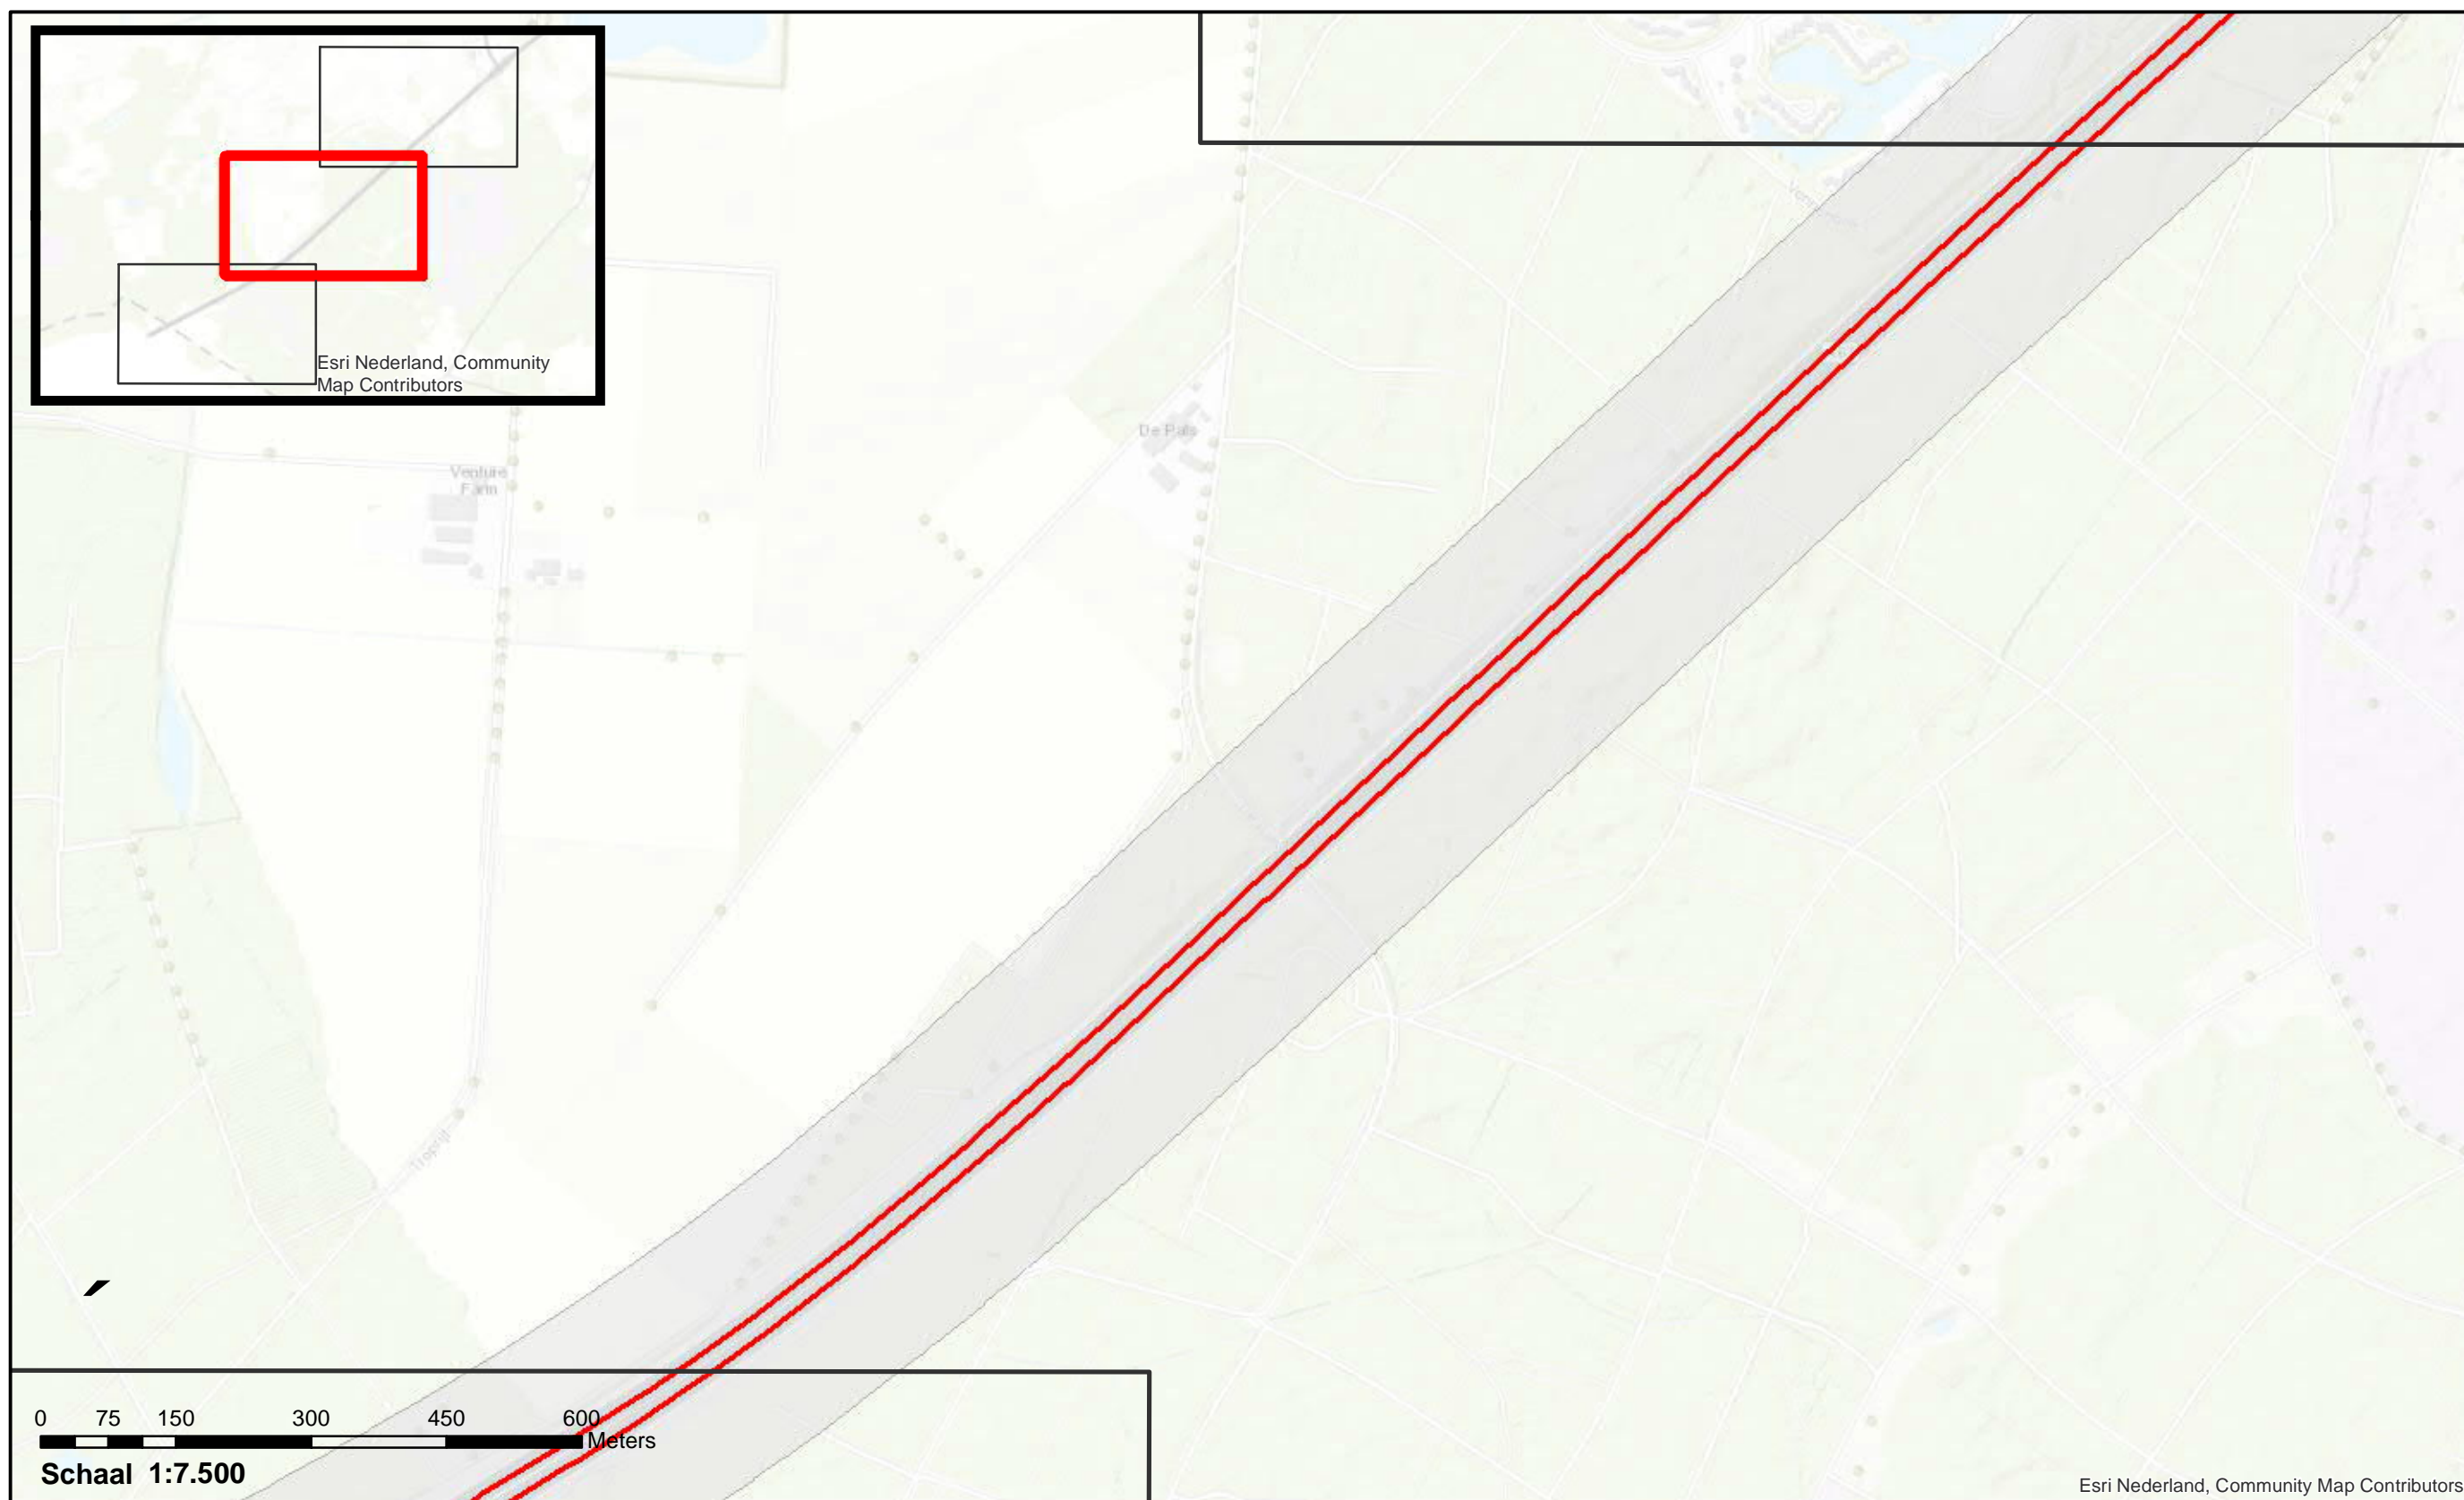 Esri Nederland, Community
Map Contributors
De Pals
Venture
Farm
0 75 150 300 450 600
Meters
Schaal 1:7.500
Esri Nederland, Community Map Contributors